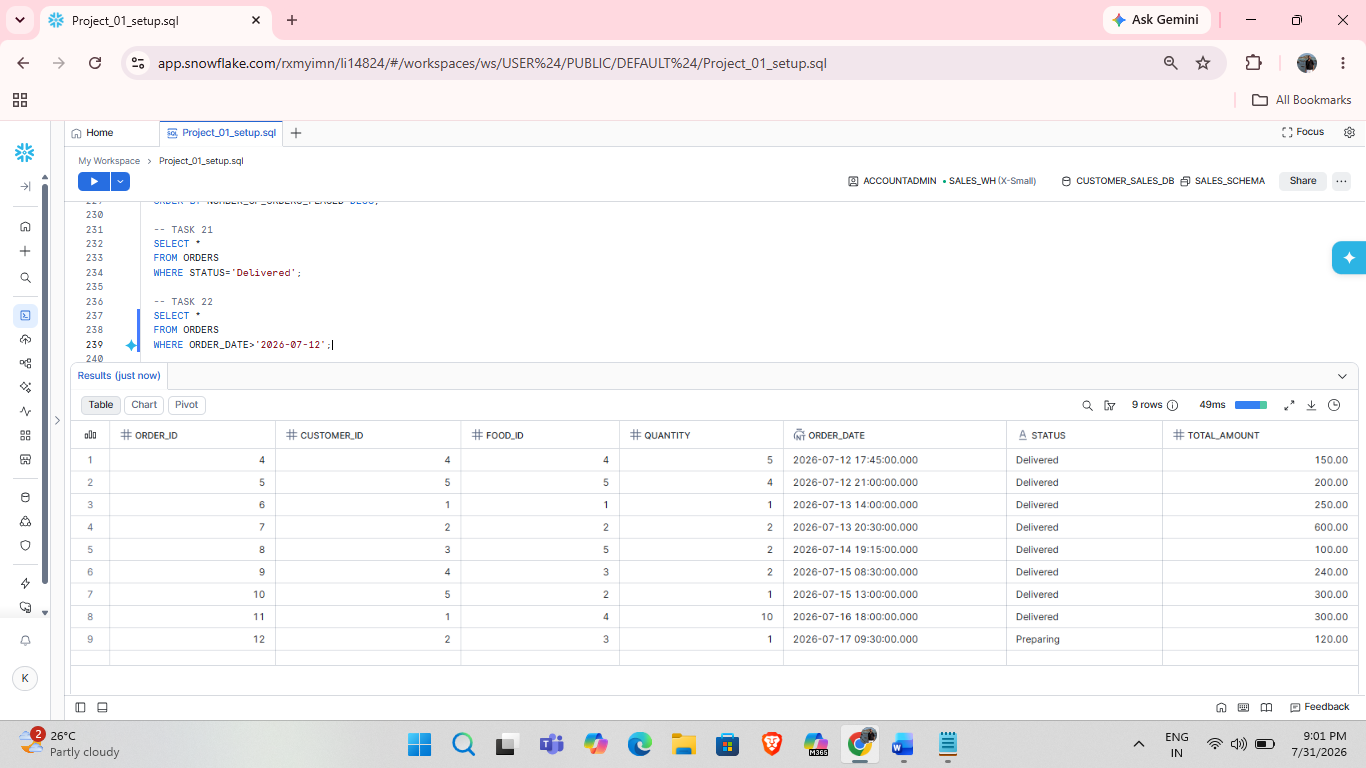 Project_01_setup.sql
Ask Gemini
app.snowflake.com/rxmyimn/li14824/#/workspaces/ws/USER%24/PUBLIC/DEFAULT%24/Project_01_setup.sql
All Bookmarks
Home
Project_01_setup.sql
Focus
My Workspace > Project_01_setup.sql
ACCOUNTADMIN • SALES_WH (X-Small) CUSTOMER_SALES_DB SALES_SCHEMA Share
230
231 -- TASK 21
232 SELECT *
233 FROM ORDERS
234 WHERE STATUS='Delivered';
235
236 -- TASK 22
237 SELECT *
238 FROM ORDERS
239 WHERE ORDER_DATE>'2026-07-12';
240
Results (just now)
Table Chart Pivot 9 rows 49ms
ORDER_ID CUSTOMER_ID FOOD_ID QUANTITY ORDER_DATE STATUS TOTAL_AMOUNT
1 4 4 4 5 2026-07-12 17:45:00.000 Delivered 150.00
2 5 5 5 4 2026-07-12 21:00:00.000 Delivered 200.00
3 6 1 1 1 2026-07-13 14:00:00.000 Delivered 250.00
4 7 2 2 2 2026-07-13 20:30:00.000 Delivered 600.00
5 8 3 5 2 2026-07-14 19:15:00.000 Delivered 100.00
6 9 4 3 2 2026-07-15 08:30:00.000 Delivered 240.00
7 10 5 2 1 2026-07-15 13:00:00.000 Delivered 300.00
8 11 1 4 10 2026-07-16 18:00:00.000 Delivered 300.00
9 12 2 3 1 2026-07-17 09:30:00.000 Preparing 120.00
K
Feedback
2
26°C
Partly cloudy
M365
ENG
IN
9:01 PM
7/31/2026